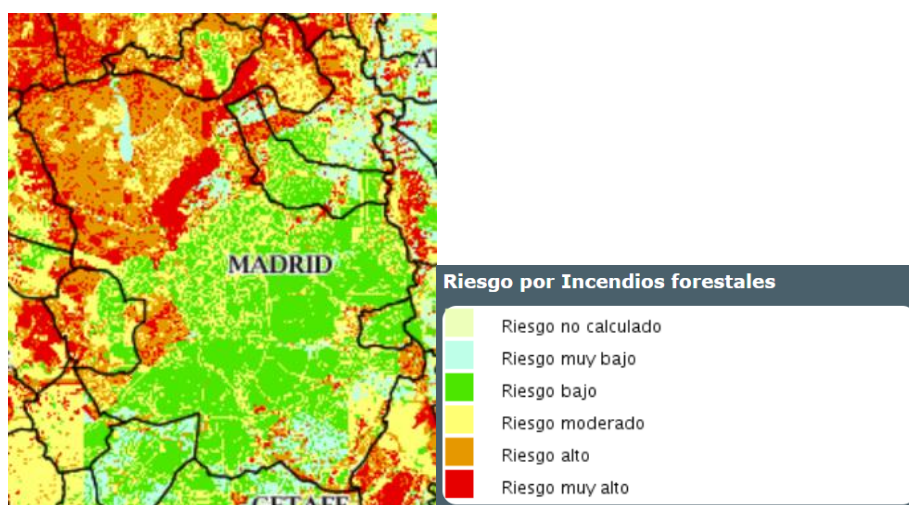 MADRID
GETAFE
Riesgo por Incendios forestales
Riesgo no calculado
Riesgo muy bajo
Riesgo bajo
Riesgo moderado
Riesgo alto
Riesgo muy alto